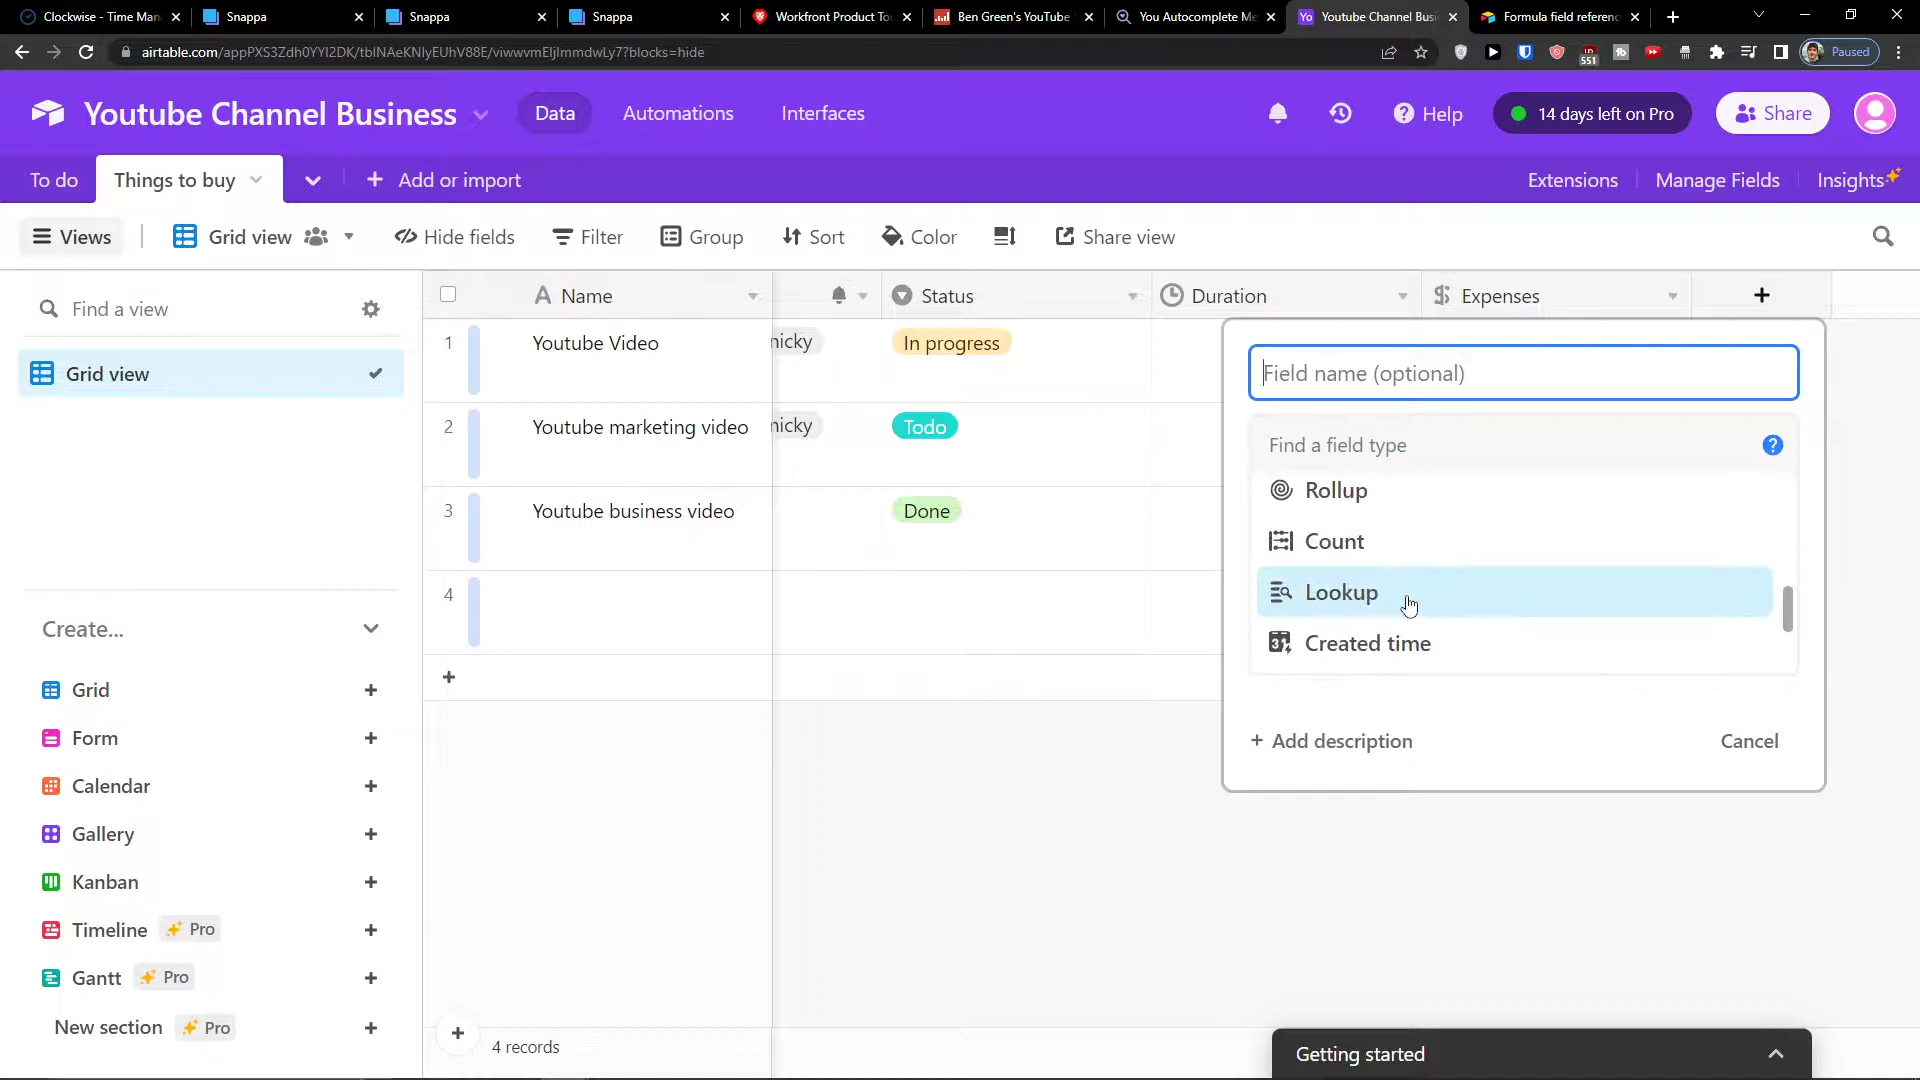 Clockwise - Time Man
Snappa
Snappa
Snappa
Workfront Product To
Ben Green's YouTube
You Autocomplete Me
Yo
Youtube Channel Busi
Formula field referenc
airtable.com/appPXS3Zdh0YYI2DK/tblNAeKNIyEUhV88E/viwwvmEljlmmdwLy7?blocks=hide
551
Paused
Youtube Channel Business
Data
Automations
Interfaces
Help
14 days left on Pro
Share
To do
Things to buy
Add or import
Extensions
Manage Fields
Insights
Views
Grid view
Hide fields
Filter
Group
Sort
Color
Share view
Find a view
Grid view
Name
Status
Duration
Expenses
1
Youtube Video
nicky
In progress
2
Youtube marketing video
nicky
Todo
3
Youtube business video
Done
4
4 records
Field name (optional)
Find a field type
Rollup
Count
Lookup
Created time
+ Add description
Cancel
Create...
Grid
Form
Calendar
Gallery
Kanban
Timeline
Pro
Gantt
Pro
New section
Pro
Getting started